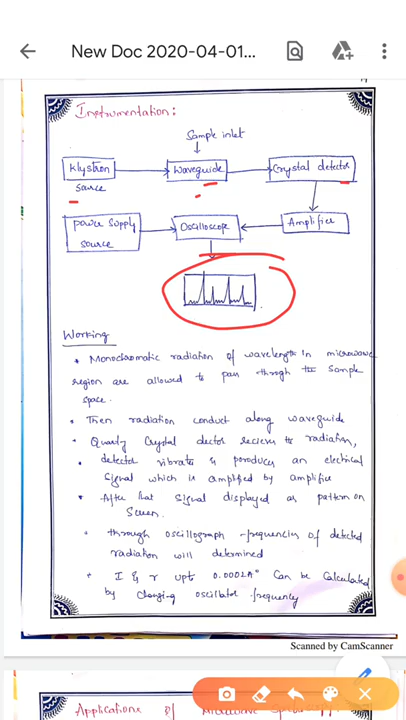 New Doc 2020-04-01...
Instrumentation:
Sample inlet
Klystron
source
Waveguide
Crystal detector
power supply
source
Oscilloscope
Amplifier
Working
• Monochromatic radiation of wavelength in microwave
region are allowed to pass through the sample
space.
• Then radiation conduct along waveguide
• Quartz Crystal dector recieves the radiation,
• detector vibrate & poroduces an electrical
signal which is amplified by amplifier
• After that signal displayed as pattern on
Screen.
• through oscillograph frequencies of detected
radiation will determined
• I & r upto 0.0002A° Can be Calculated
by changing oscillator frequency
Scanned by CamScanner
Applications of Microwave